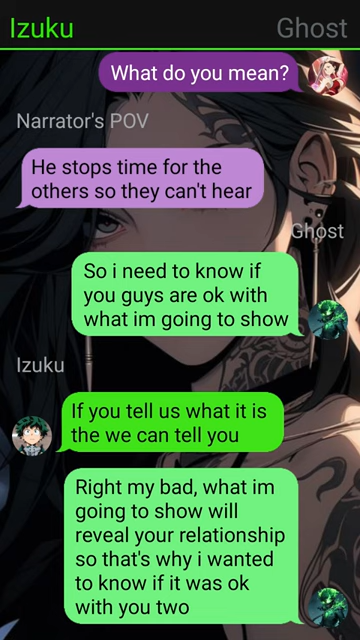 Izuku Ghost
What do you mean?
Narrator's POV
He stops time for the
others so they can't hear
Ghost
So i need to know if
you guys are ok with
what im going to show
Izuku
If you tell us what it is
the we can tell you
Right my bad, what im
going to show will
reveal your relationship
so that's why i wanted
to know if it was ok
with you two